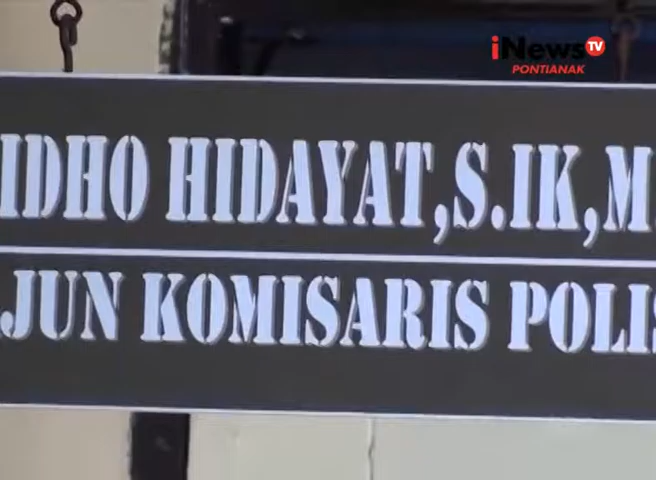 iNews TV
PONTIANAK
IDHO HIDAYAT,S.IK,M.
JUN KOMISARIS POLIS